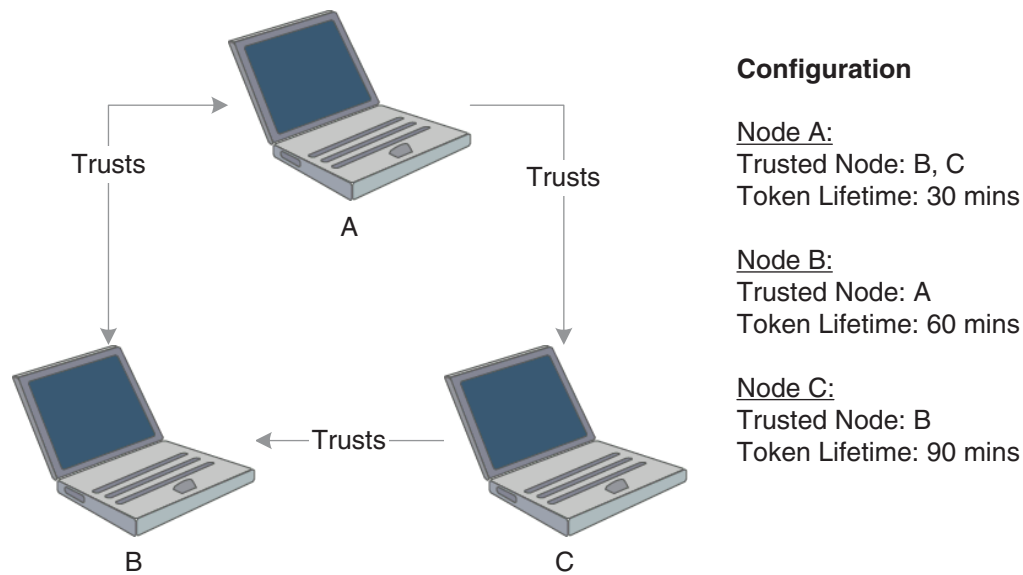 Trusts
A
Trusts
B
Trusts
C
Configuration
Node A:
Trusted Node: B, C
Token Lifetime: 30 mins
Node B:
Trusted Node: A
Token Lifetime: 60 mins
Node C:
Trusted Node: B
Token Lifetime: 90 mins